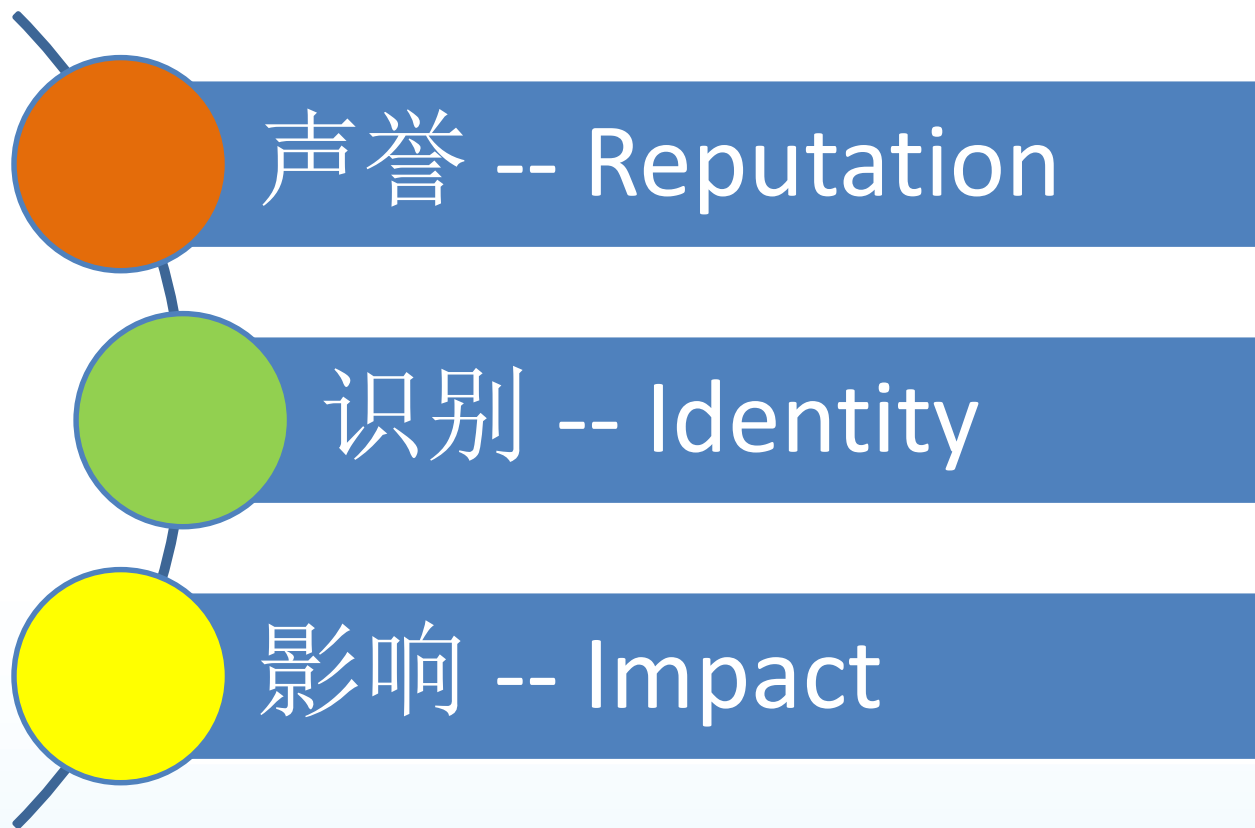 声誉 -- Reputation
识别 -- Identity
影响 -- Impact